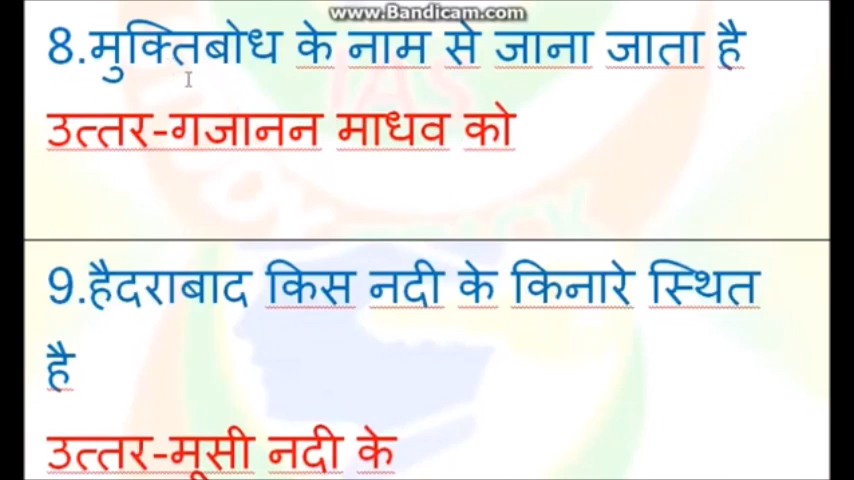 www.Bandicam.com
8.मुक्तिबोध के नाम से जाना जाता है
उत्तर-गजानन माधव को
9.हैदराबाद किस नदी के किनारे स्थित
है
उत्तर-मूसी नदी के